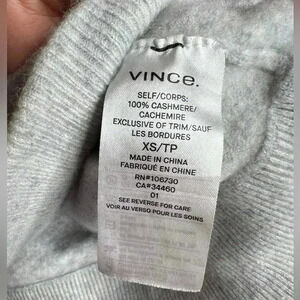 VINCE.
SELF/CORPS:
100% CASHMERE/
CACHEMIRE
EXCLUSIVE OF TRIM/SAUF
LES BORDURES
XS/TP
MADE IN CHINA
FABRIQUÉ EN CHINE
RN#106730
CA#34460
01
SEE REVERSE FOR CARE
VOIR AU VERSO POUR LES SOINS